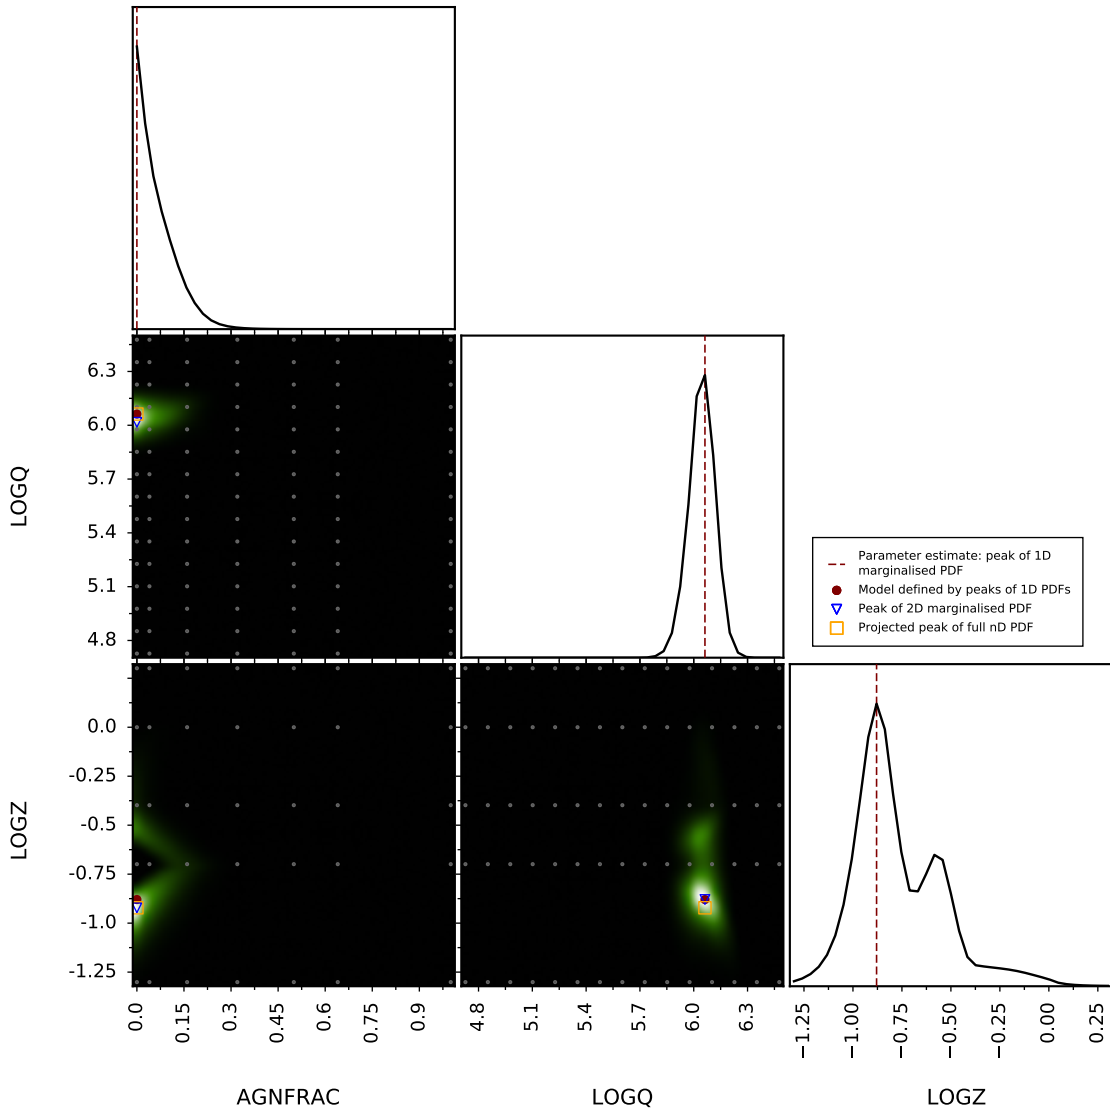 6.3
6.0
5.7
5.4
5.1
4.8
LOGQ
Parameter estimate: peak of 1D
marginalised PDF
Model defined by peaks of 1D PDFs
Peak of 2D marginalised PDF
Projected peak of full nD PDF
0.0
-0.25
-0.5
-0.75
-1.0
-1.25
LOGZ
0.0 0.15 0.3 0.45 0.6 0.75 0.9
4.8 5.1 5.4 5.7 6.0 6.3
−1.25 −1.00 −0.75 −0.50 −0.25 0.00 0.25
AGNFRAC LOGQ LOGZ